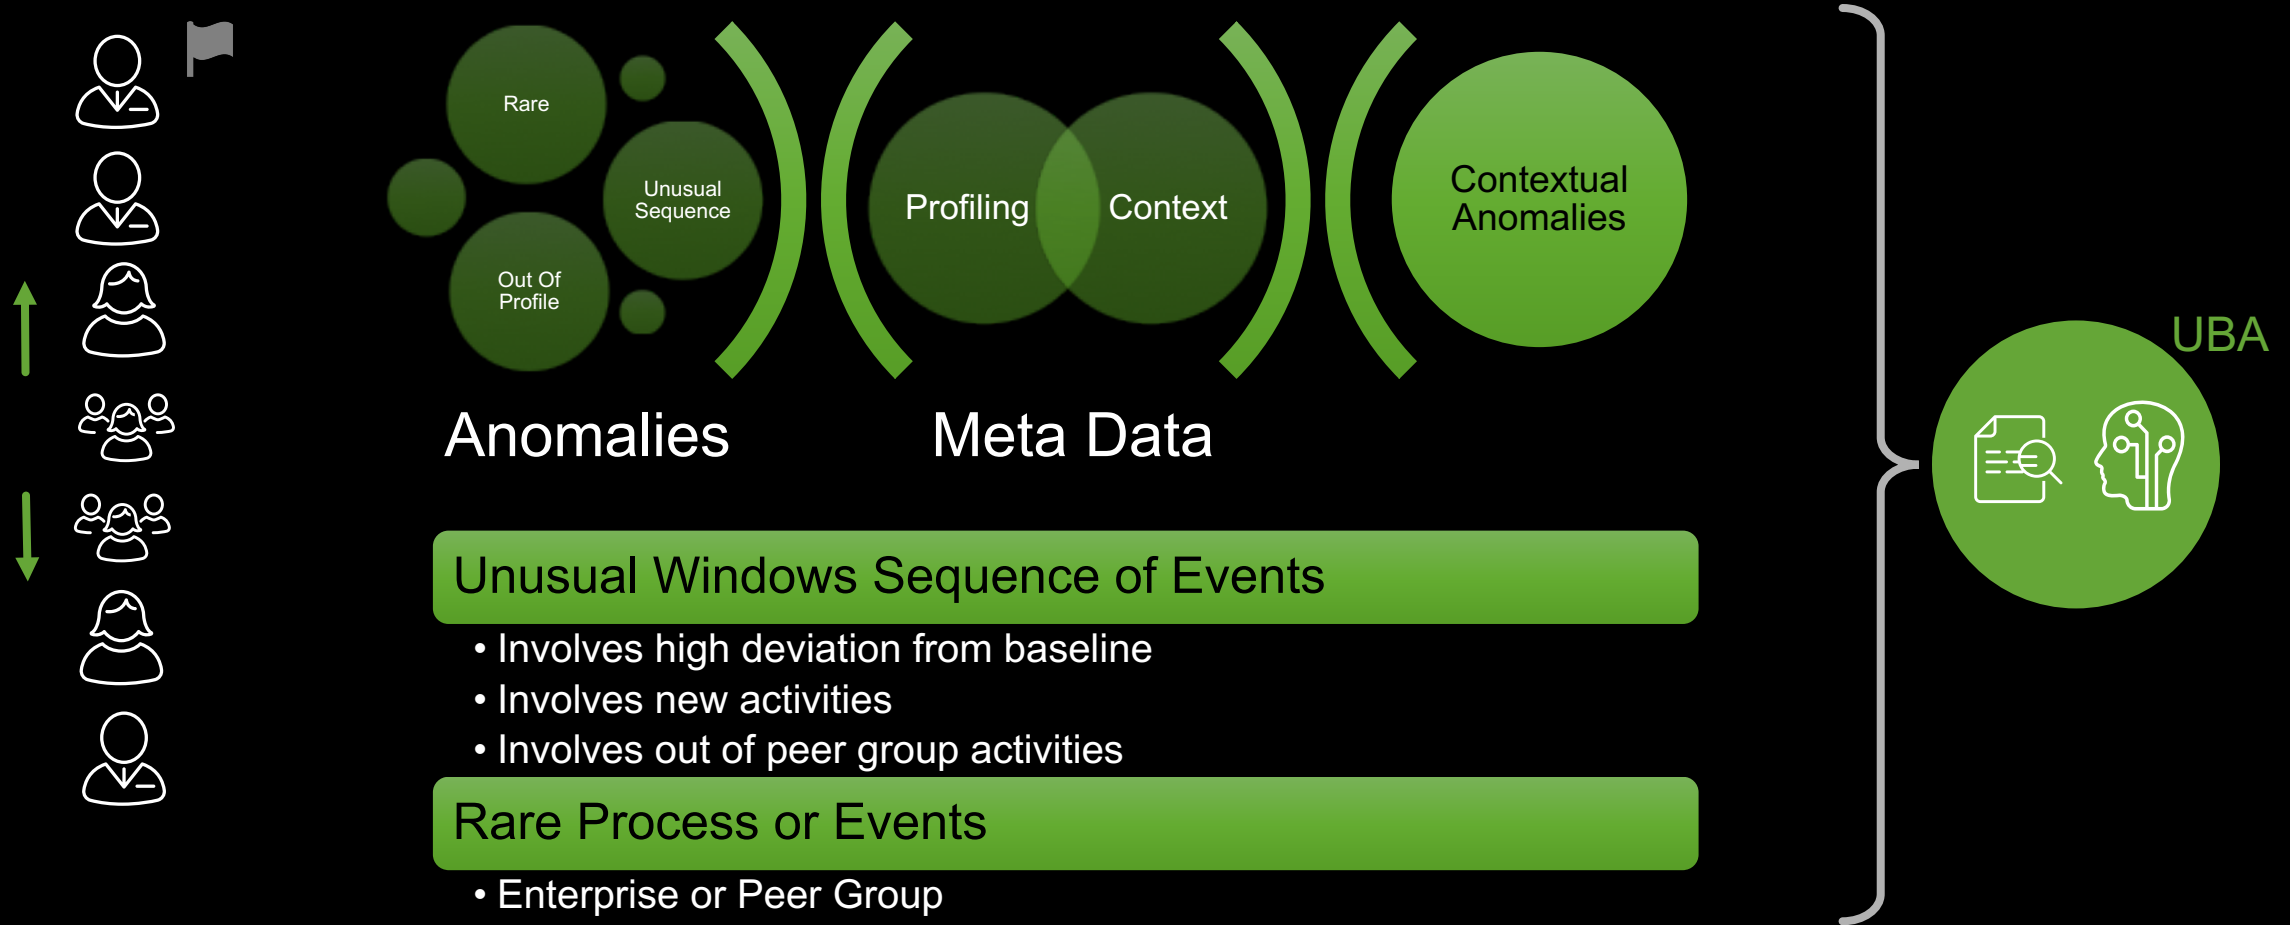 Rare
Unusual
Sequence
Out Of
Profile
Profiling
Context
Contextual
Anomalies
Anomalies
Meta Data
Unusual Windows Sequence of Events
• Involves high deviation from baseline
• Involves new activities
• Involves out of peer group activities
Rare Process or Events
• Enterprise or Peer Group
UBA